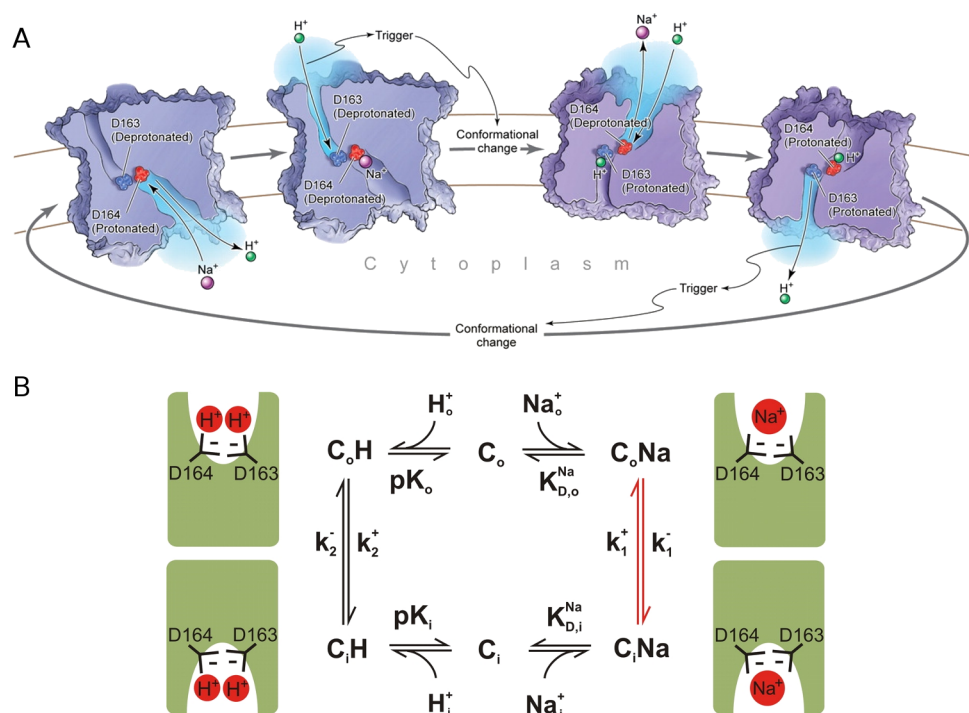 A
H+
Trigger
D163
(Deprotonated)
D164
(Protonated)
Na+
H+
D163
(Deprotonated)
Na+
D164
(Deprotonated)
Conformational
change
Na+
H+
D164
(Deprotonated)
H+
D163
(Protonated)
D164
(Protonated)
H+
D163
(Protonated)
H+
Cytoplasm
Trigger
Conformational
change
B
H+ H+
D164 D163
H+o Na+o
CoH Co CoNa
pKo KNaD,o
Na+
D164 D163
k-2 k+2 k+1 k-1
D164 D163
H+ H+
pKi KNaD,i
CiH Ci CiNa
H+i Na+i
D164 D163
Na+